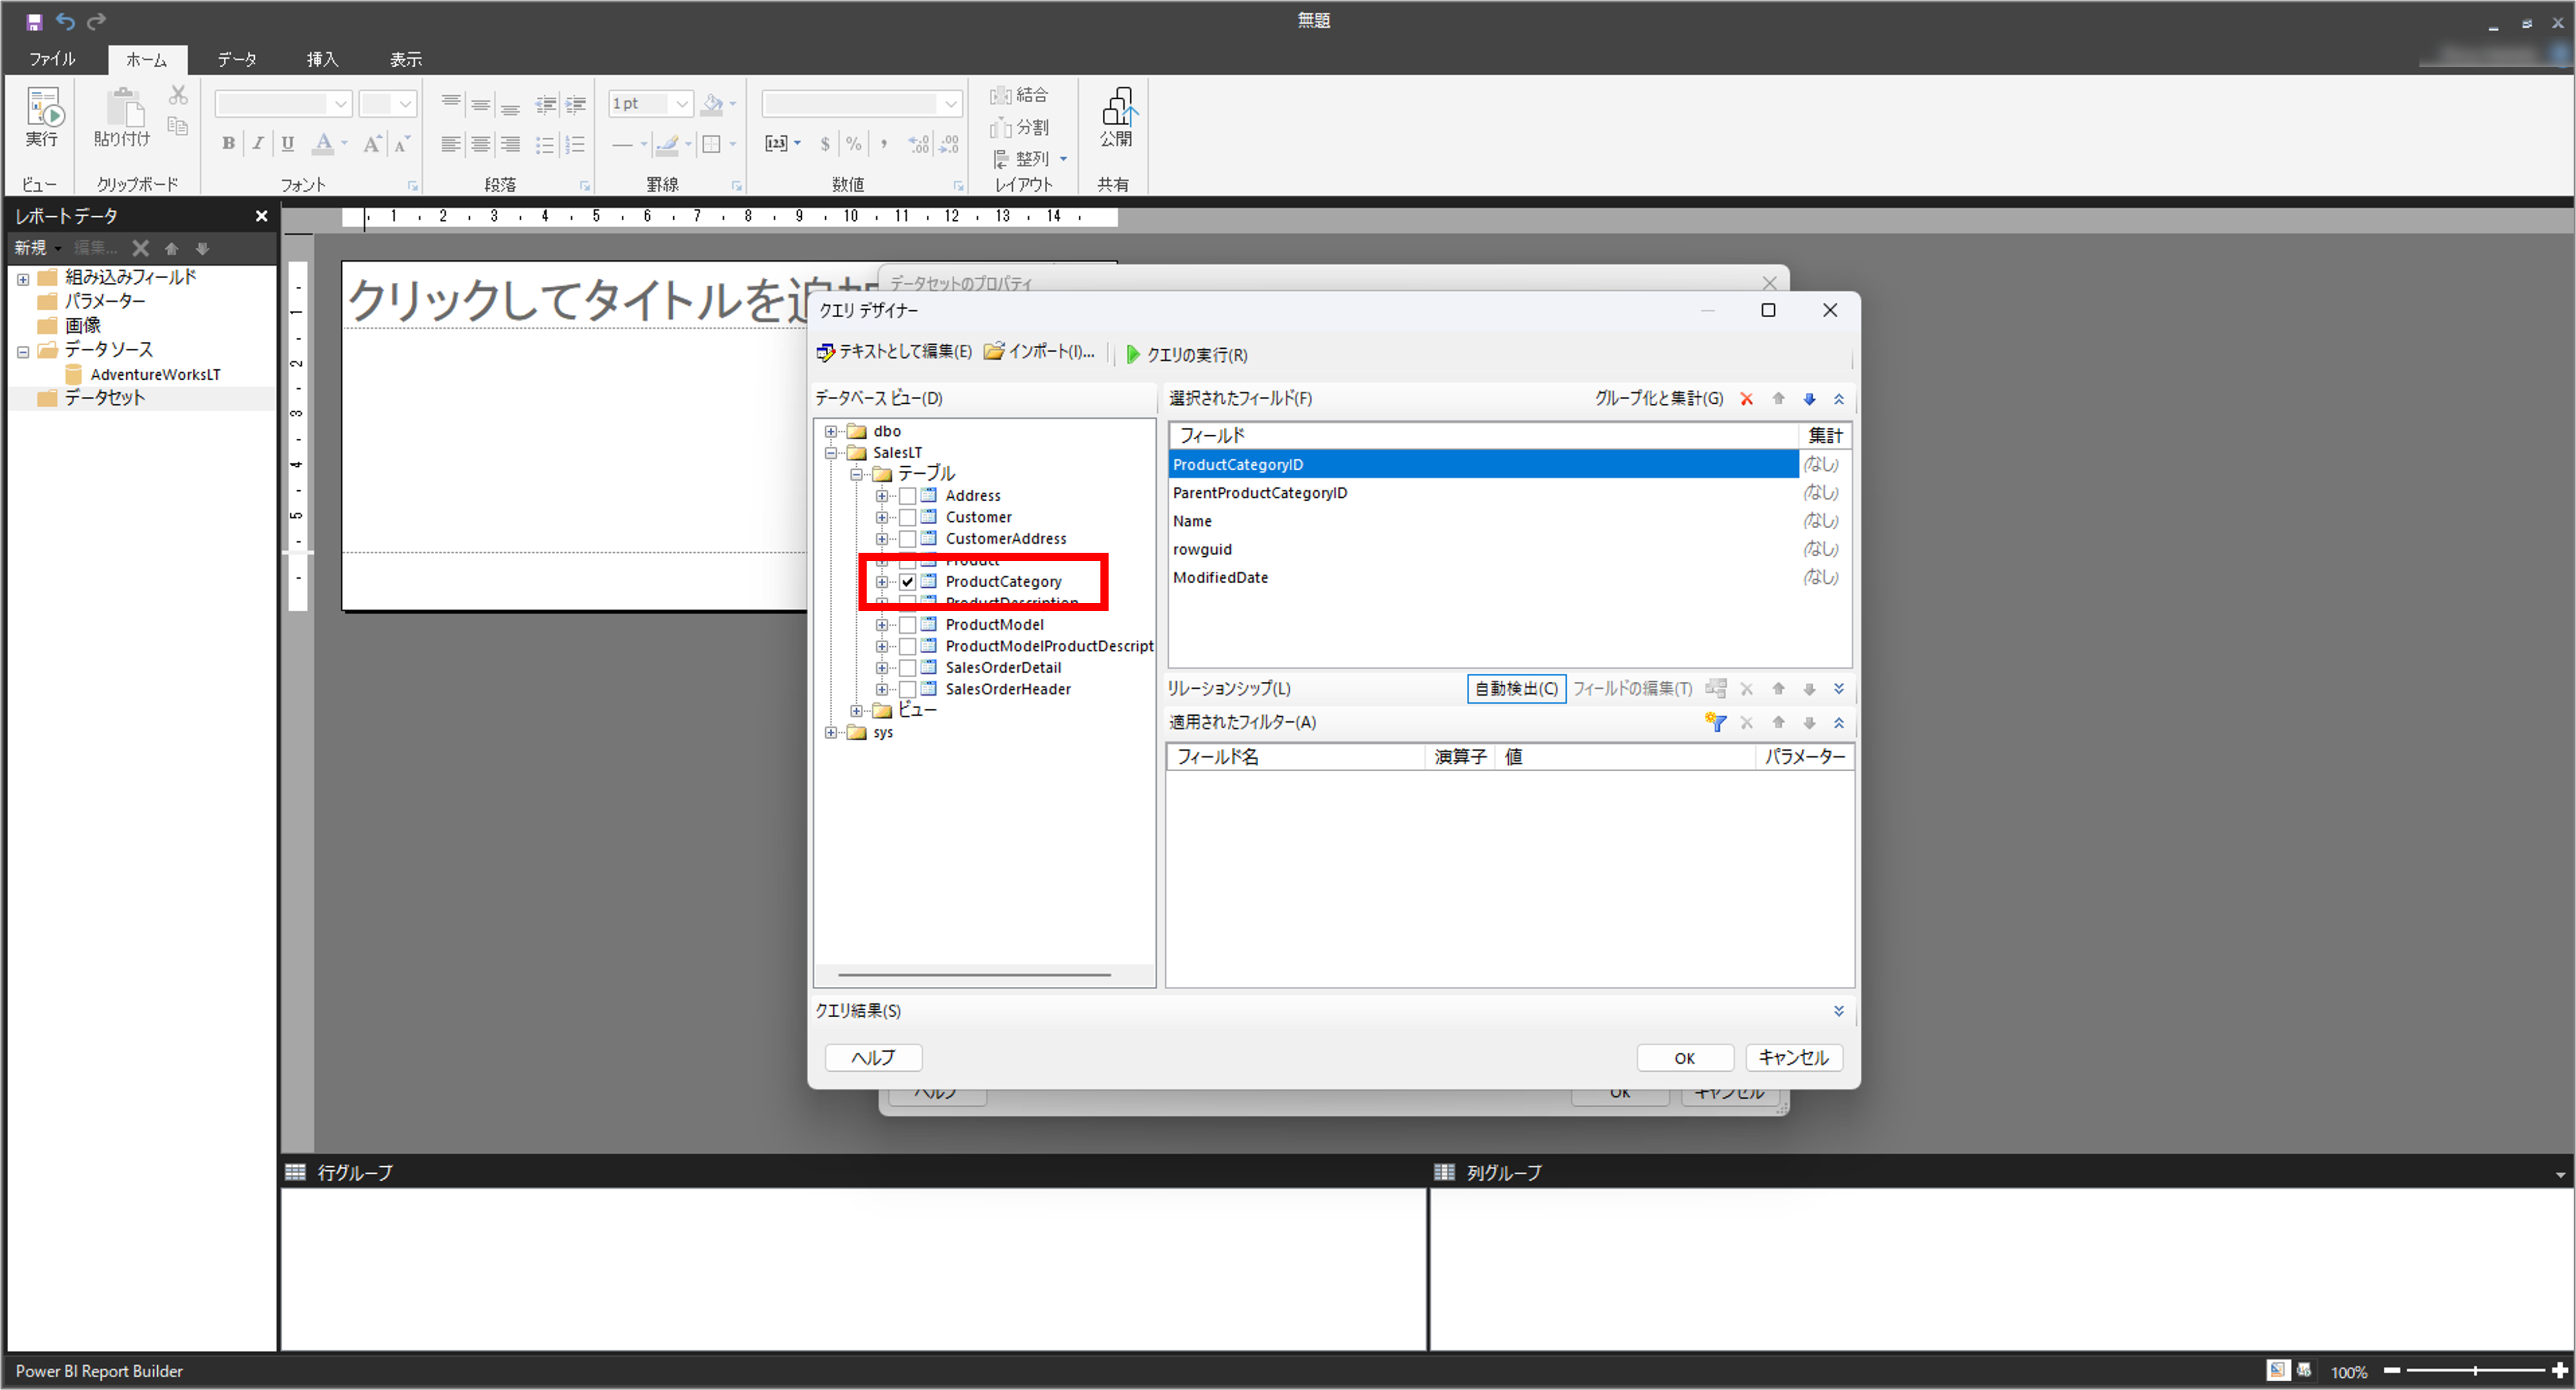 無題
ファイル ホーム データ 挿入 表示
実行
貼り付け
1 pt
結合
分割
整列
公開
B I U A A A
123 $ % , .00 .00
ビュー クリップボード フォント 段落 罫線 数値 レイアウト 共有
レポート データ
新規 編集...
1 2 3 4 5 6 7 8 9 10 11 12 13 14
組み込みフィールド
パラメーター
画像
データ ソース
AdventureWorksLT
データセット
1
2
3
4
5
クリックしてタイトルを追加
データセットのプロパティ
クエリ デザイナー
テキストとして編集(E) インポート(I)... クエリの実行(R)
データベース ビュー(D)
dbo
SalesLT
テーブル
Address
Customer
CustomerAddress
Product
ProductCategory
ProductDescription
ProductModel
ProductModelProductDescript
SalesOrderDetail
SalesOrderHeader
ビュー
sys
選択されたフィールド(F) グループ化と集計(G)
フィールド 集計
ProductCategoryID (なし)
ParentProductCategoryID (なし)
Name (なし)
rowguid (なし)
ModifiedDate (なし)
リレーションシップ(L) 自動検出(C) フィールドの編集(T)
適用されたフィルター(A)
フィールド名 演算子 値 パラメーター
クエリ結果(S)
ヘルプ OK キャンセル
ヘルプ OK キャンセル
行グループ 列グループ
Power BI Report Builder 100%